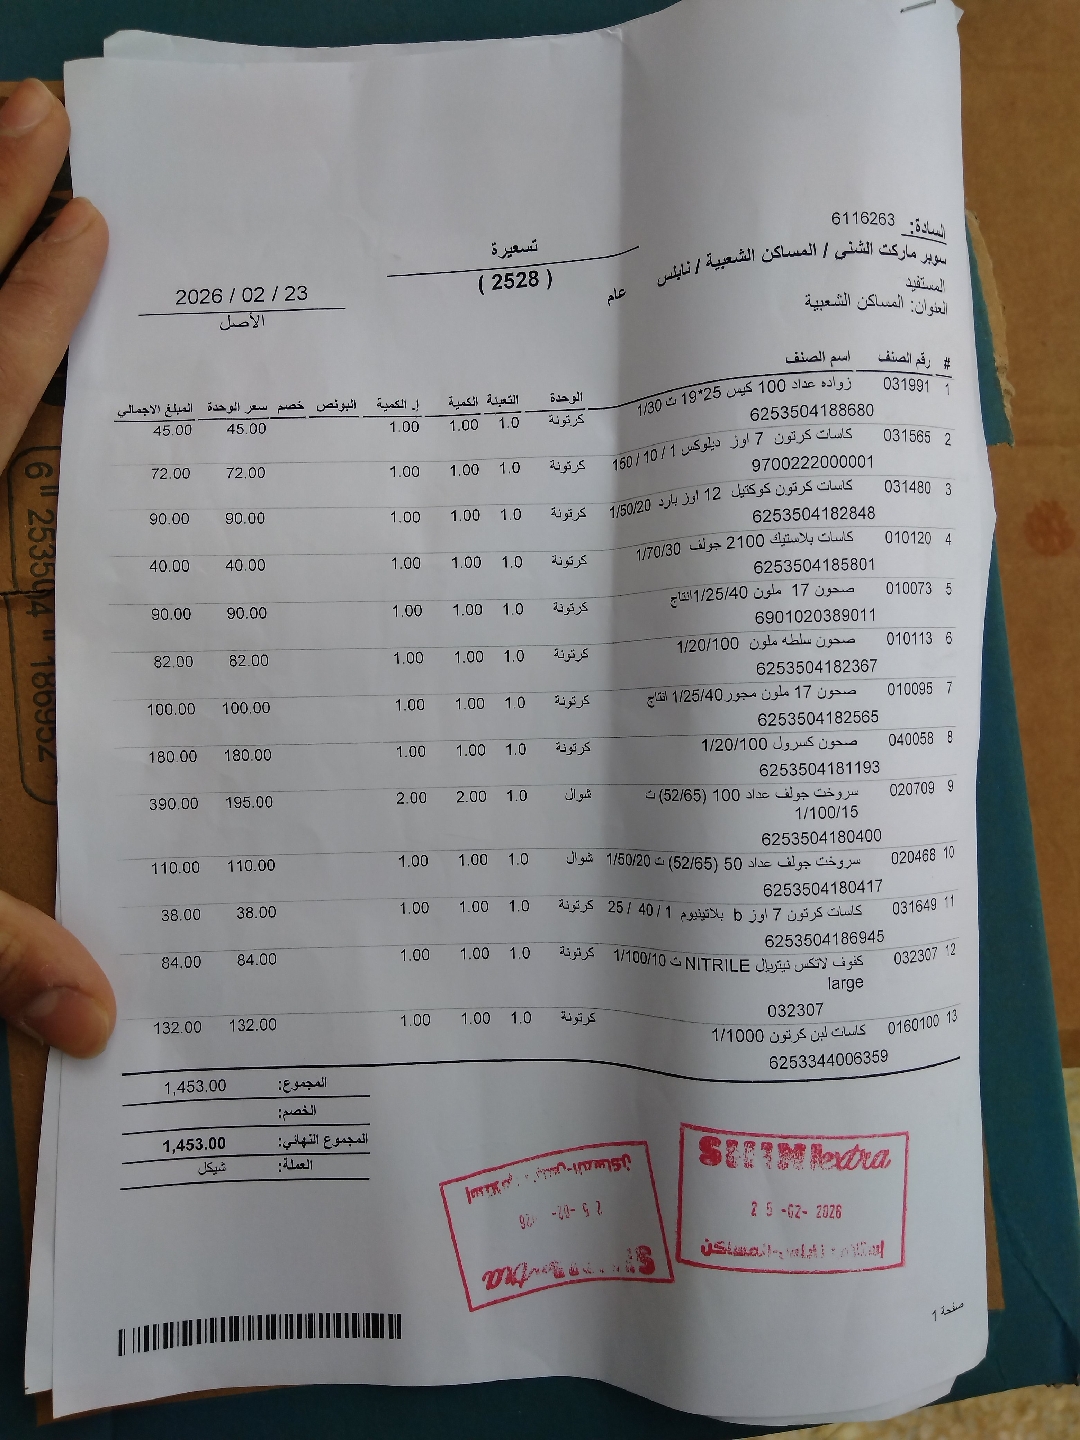 السادة: 6116263
سوبر ماركت الشنى / المساكن الشعبية / نابلس
المستفيد
العنوان: المساكن الشعبية
عام
تسعيرة
( 2528 )
2026 / 02 / 23
الأصل
# رقم الصنف اسم الصنف الوحدة التعبئة الكمية إ. الكمية البونص خصم سعر الوحدة المبلغ الاجمالي
1 031991 زواده عداد 100 كيس 25*19 ت 1/30 كرتونة 1.0 1.00 1.00 45.00 45.00
6253504188680
2 031565 كاسات كرتون 7 اوز ديلوكس 1 / 10 / 150 كرتونة 1.0 1.00 1.00 72.00 72.00
9700222000001
3 031480 كاسات كرتون كوكتيل 12 اوز بارد 1/50/20 كرتونة 1.0 1.00 1.00 90.00 90.00
6253504182848
4 010120 كاسات بلاستيك 2100 جولف 1/70/30 كرتونة 1.0 1.00 1.00 40.00 40.00
6253504185801
5 010073 صحون 17 ملون 1/25/40انتاج كرتونة 1.0 1.00 1.00 90.00 90.00
6901020389011
6 010113 صحون سلطه ملون 1/20/100 كرتونة 1.0 1.00 1.00 82.00 82.00
6253504182367
7 010095 صحون 17 ملون مجور1/25/40 انتاج كرتونة 1.0 1.00 1.00 100.00 100.00
6253504182565
8 040058 صحون كسرول 1/20/100 كرتونة 1.0 1.00 1.00 180.00 180.00
6253504181193
9 020709 سروخت جولف عداد 100 (52/65) ت شوال 1.0 2.00 2.00 195.00 390.00
1/100/15
6253504180400
10 020468 سروخت جولف عداد 50 (52/65) ت 1/50/20 شوال 1.0 1.00 1.00 110.00 110.00
6253504180417
11 031649 كاسات كرتون 7 اوز b بلاتينيوم 1 / 40 / 25 كرتونة 1.0 1.00 1.00 38.00 38.00
6253504186945
12 032307 كفوف لاتكس نيتريال NITRILE ت 1/100/10 كرتونة 1.0 1.00 1.00 84.00 84.00
large
032307
13 0160100 كاسات لبن كرتون 1/1000 كرتونة 1.0 1.00 1.00 132.00 132.00
6253344006359
المجموع: 1,453.00
الخصم:
المجموع النهائي: 1,453.00
العملة: شيكل
extra
25 -02- 2026
المساكن
25 -02-
المساكن
صفحة 1
6 "253504 "186952